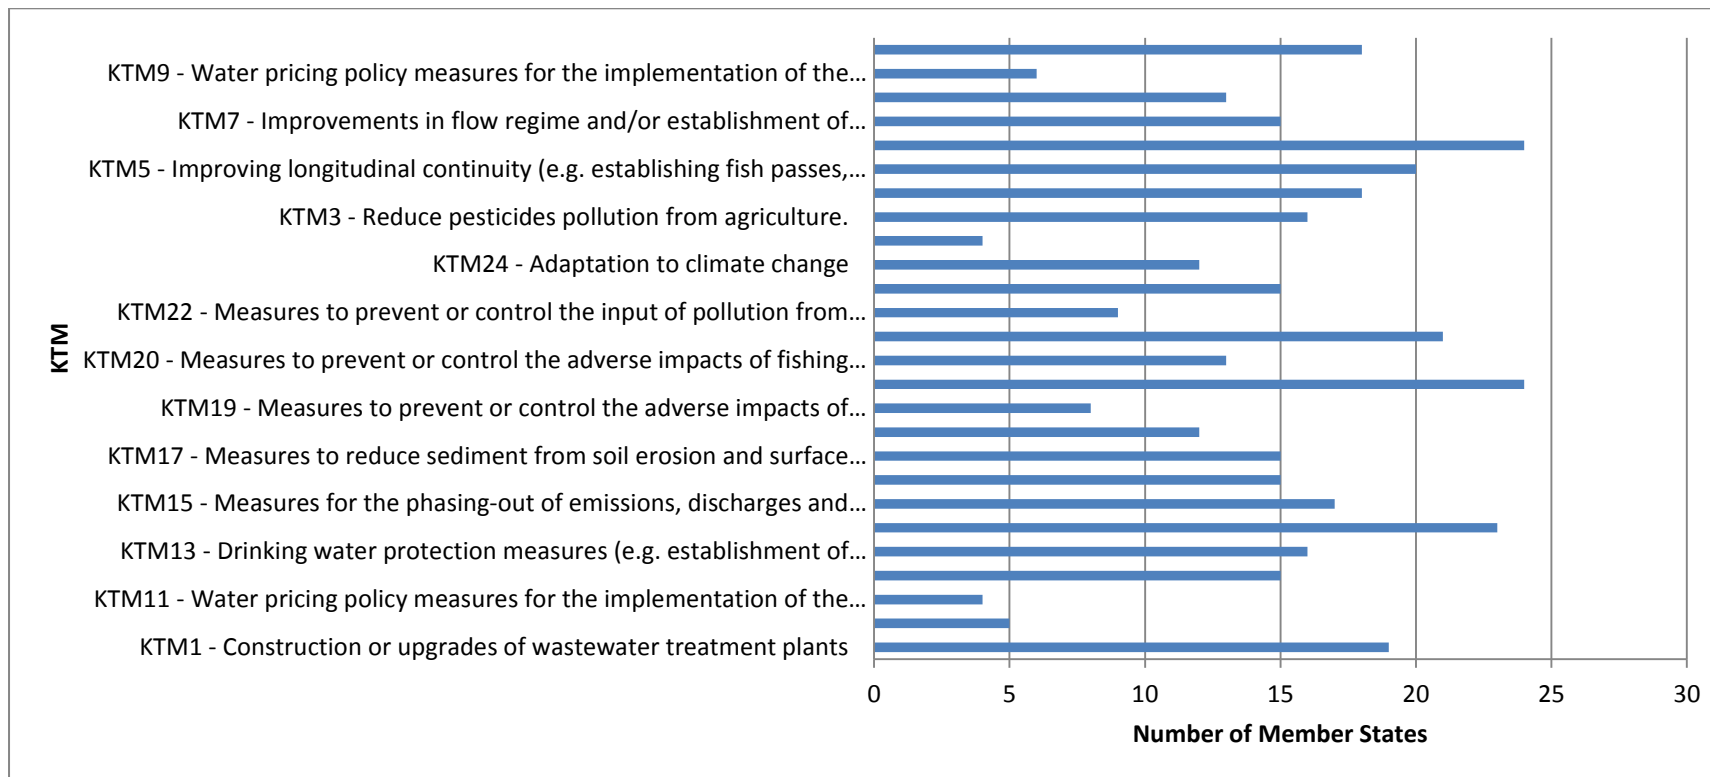 KTM9 - Water pricing policy measures for the implementation of the...
KTM7 - Improvements in flow regime and/or establishment of...
KTM5 - Improving longitudinal continuity (e.g. establishing fish passes,...
KTM3 - Reduce pesticides pollution from agriculture.
KTM24 - Adaptation to climate change
KTM22 - Measures to prevent or control the input of pollution from...
KTM20 - Measures to prevent or control the adverse impacts of fishing...
KTM19 - Measures to prevent or control the adverse impacts of...
KTM17 - Measures to reduce sediment from soil erosion and surface...
KTM15 - Measures for the phasing-out of emissions, discharges and...
KTM13 - Drinking water protection measures (e.g. establishment of...
KTM11 - Water pricing policy measures for the implementation of the...
KTM1 - Construction or upgrades of wastewater treatment plants
KTM
0 5 10 15 20 25 30
Number of Member States